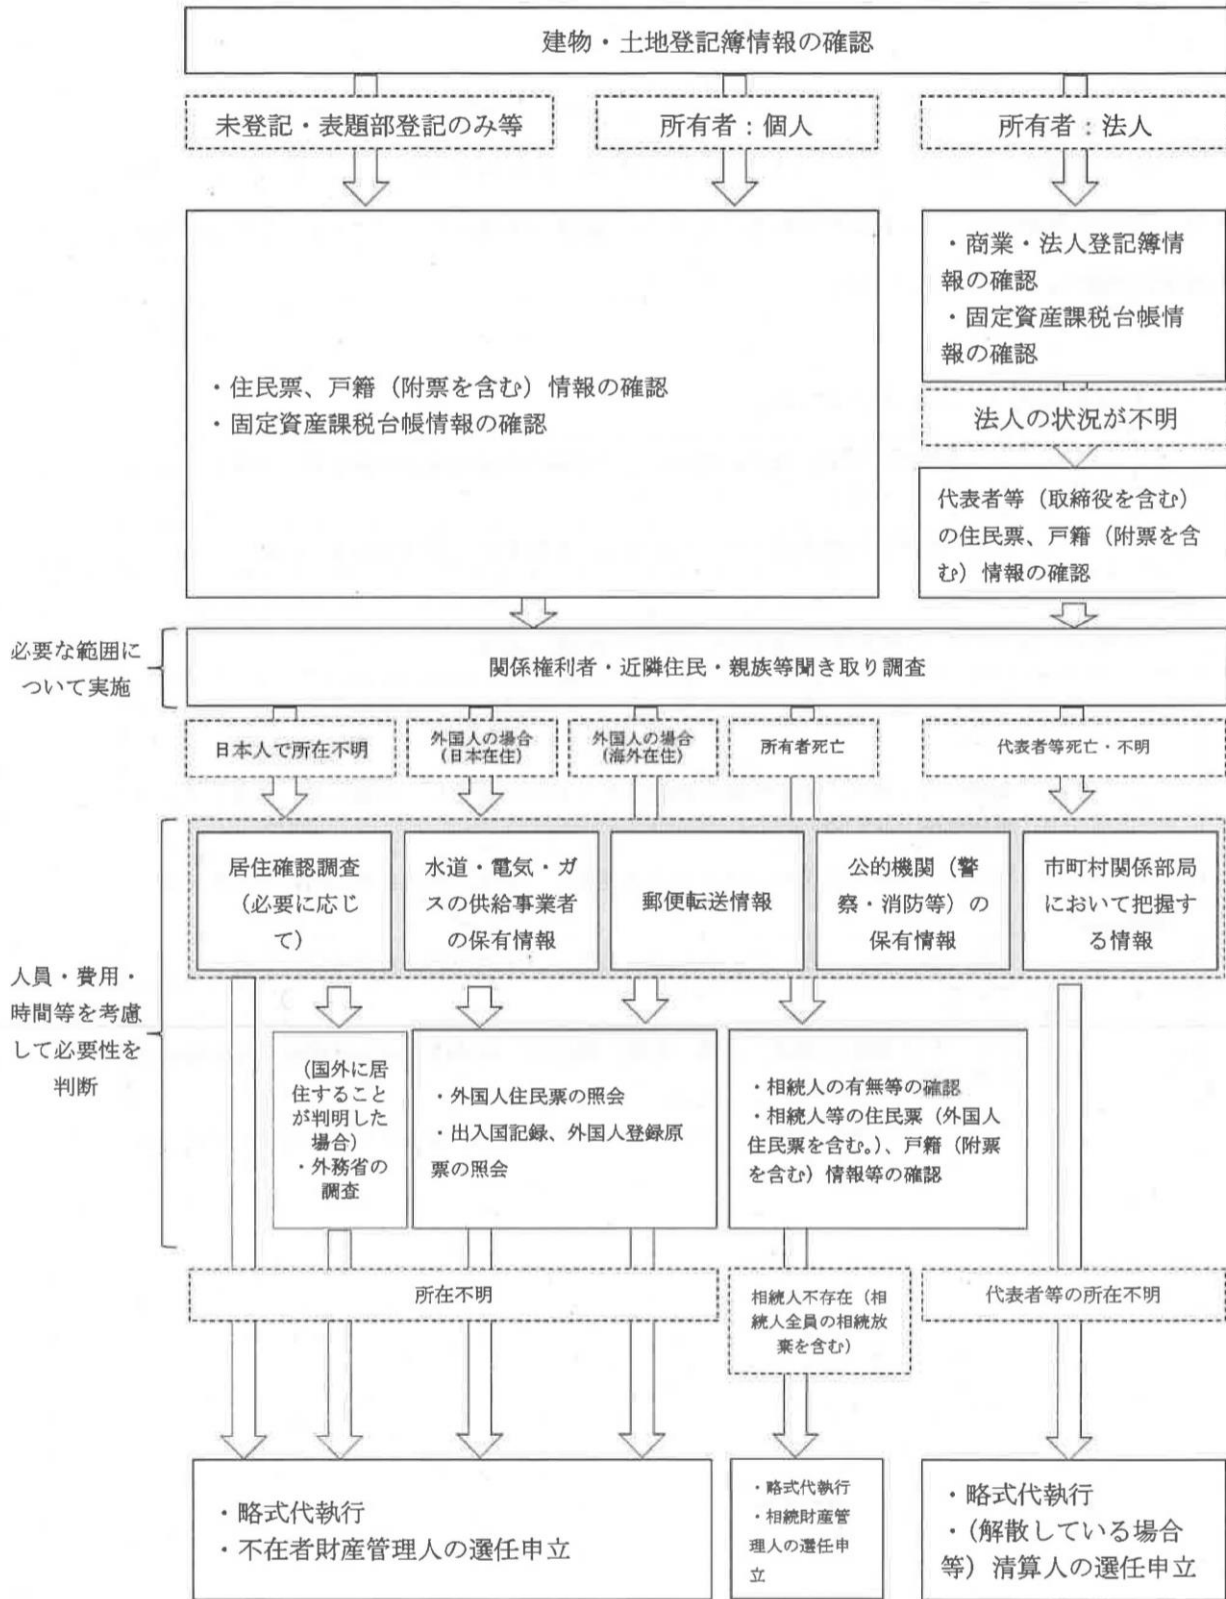 建物・土地登記簿情報の確認
未登記・表題部登記のみ等
所有者：個人
所有者：法人
・住民票、戸籍（附票を含む）情報の確認
・固定資産課税台帳情報の確認
・商業・法人登記簿情
報の確認
・固定資産課税台帳情
報の確認
法人の状況が不明
代表者等（取締役を含む）
の住民票、戸籍（附票を含
む）情報の確認
必要な範囲に
ついて実施
関係権利者・近隣住民・親族等聞き取り調査
日本人で所在不明
外国人の場合
（日本在住）
外国人の場合
（海外在住）
所有者死亡
代表者等死亡・不明
人員・費用・
時間等を考慮
して必要性を
判断
居住確認調査
（必要に応じ
て）
水道・電気・ガ
スの供給事業者
の保有情報
郵便転送情報
公的機関（警
察・消防等）の
保有情報
市町村関係部局
において把握す
る情報
（国外に居
住すること
が判明した
場合）
・外務省の
調査
・外国人住民票の照会
・出入国記録、外国人登録原
票の照会
・相続人の有無等の確認
・相続人等の住民票（外国人
住民票を含む。）、戸籍（附票
を含む）情報等の確認
所在不明
相続人不存在（相
続人全員の相続放
棄を含む）
代表者等の所在不明
・略式代執行
・不在者財産管理人の選任申立
・略式代執行
・相続財産管
理人の選任申
立
・略式代執行
・（解散している場合
等）清算人の選任申立